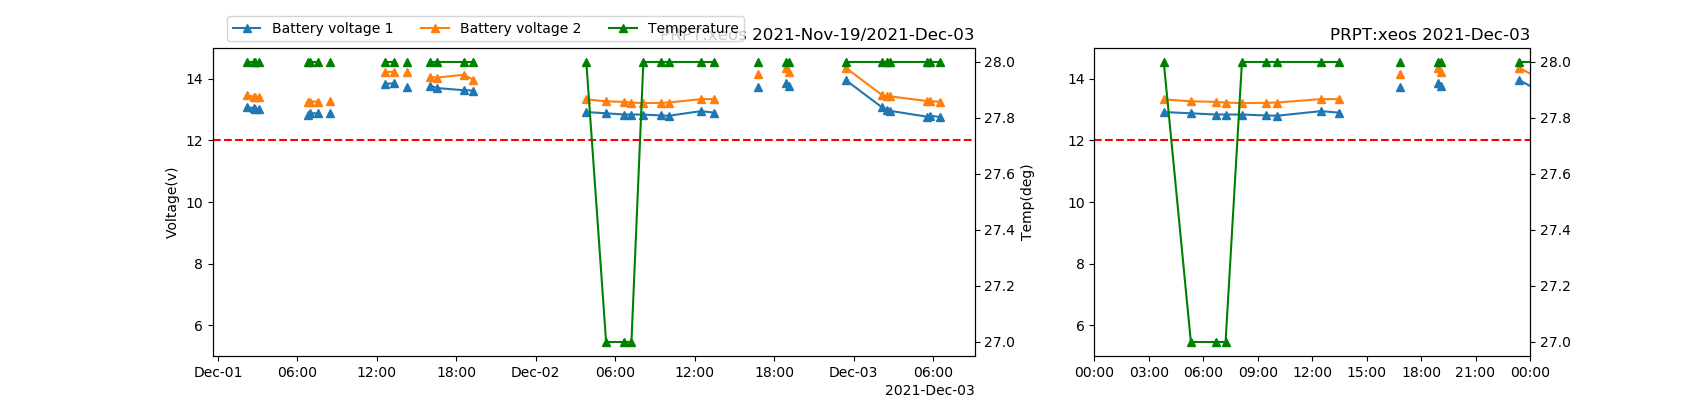 Battery voltage 1 Battery voltage 2 Temperature
PRPT:xeos 2021-Nov-19/2021-Dec-03
14
12
10
8
6
Voltage(v)
28.0
27.8
27.6
27.4
27.2
27.0
Temp(deg)
Dec-01 06:00 12:00 18:00 Dec-02 06:00 12:00 18:00 Dec-03 06:00
2021-Dec-03
PRPT:xeos 2021-Dec-03
14
12
10
8
6
28.0
27.8
27.6
27.4
27.2
27.0
00:00 03:00 06:00 09:00 12:00 15:00 18:00 21:00 00:00